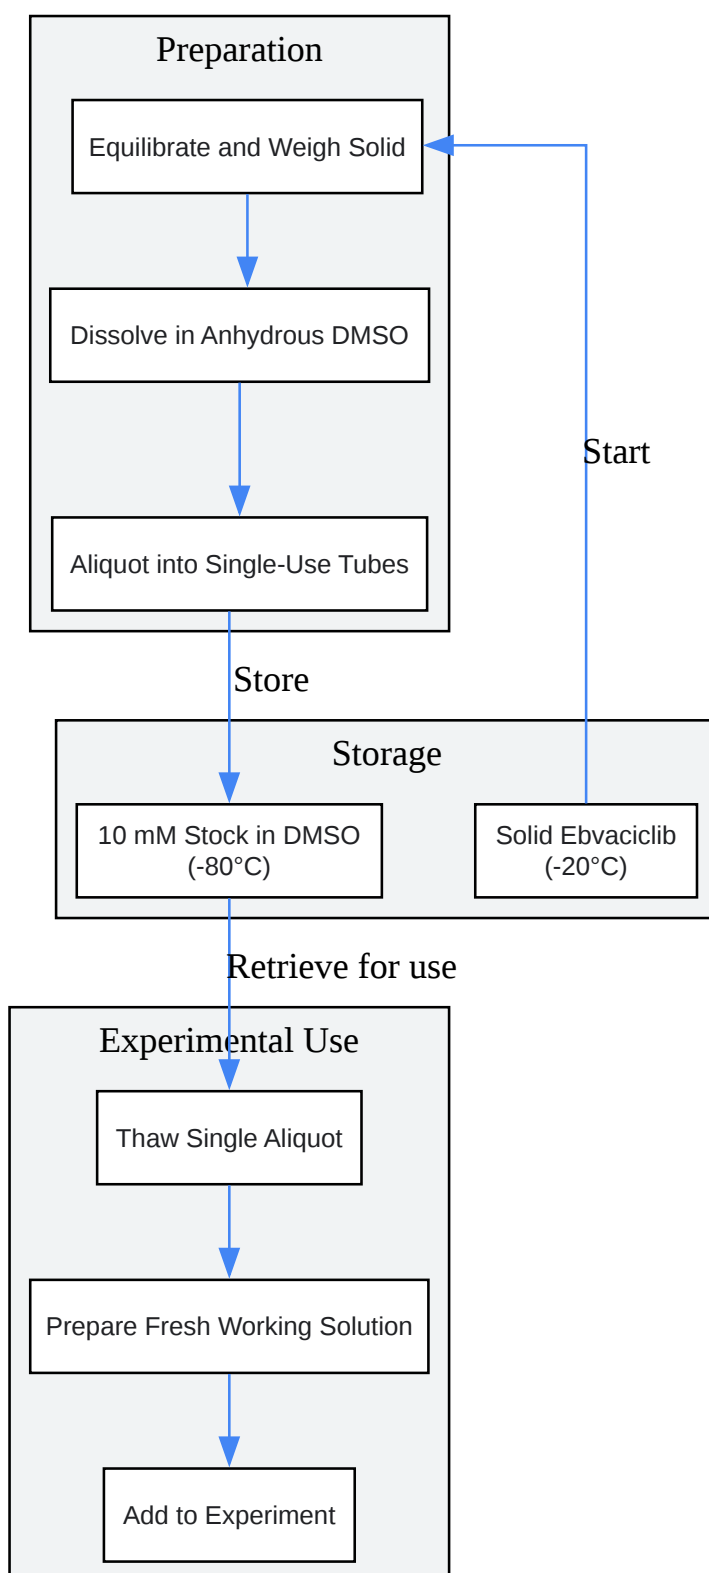 Preparation
Equilibrate and Weigh Solid
Dissolve in Anhydrous DMSO
Start
Aliquot into Single-Use Tubes
Store
Storage
10 mM Stock in DMSO
(-80°C)
Solid Ebvaciclib
(-20°C)
Retrieve for use
Experimental Use
Thaw Single Aliquot
Prepare Fresh Working Solution
Add to Experiment